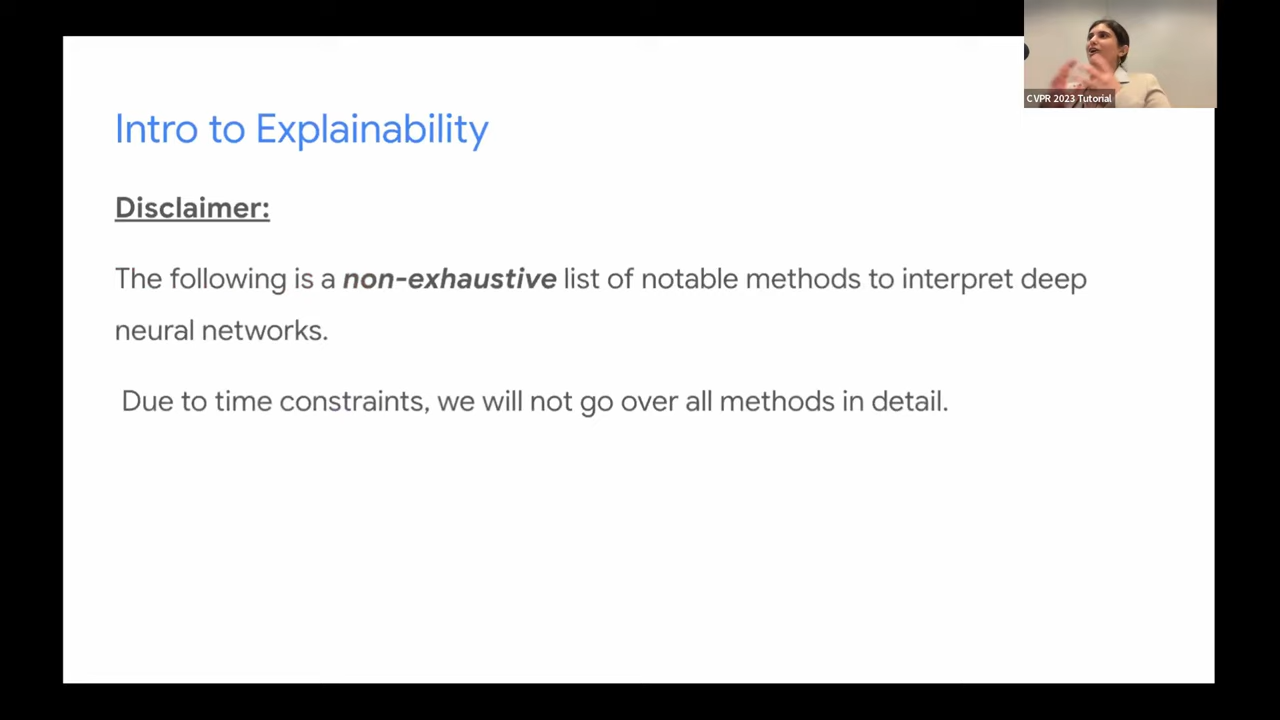 CVPR 2023 Tutorial
Intro to Explainability
Disclaimer:
The following is a non-exhaustive list of notable methods to interpret deep
neural networks.
Due to time constraints, we will not go over all methods in detail.